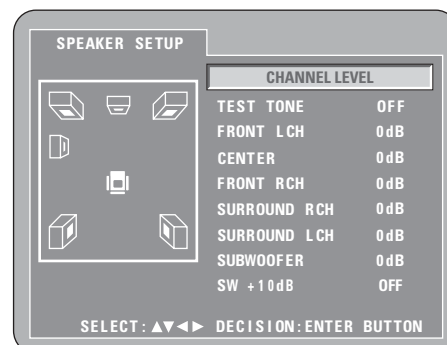 SPEAKER SETUP
CHANNEL LEVEL
TEST TONE OFF
FRONT LCH 0dB
CENTER 0dB
FRONT RCH 0dB
SURROUND RCH 0dB
SURROUND LCH 0dB
SUBWOOFER 0dB
SW +10dB OFF
SELECT:▲▼◄► DECISION:ENTER BUTTON